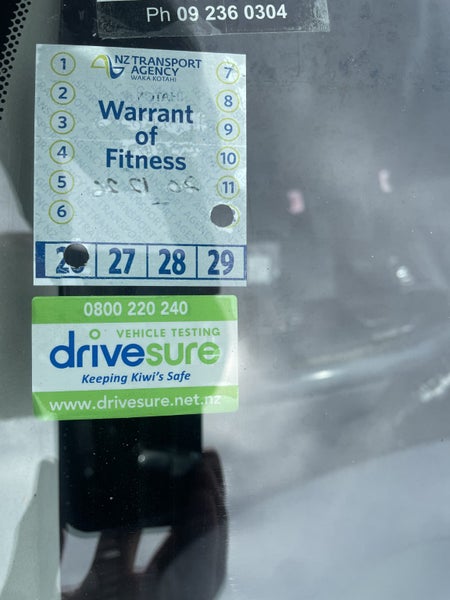 Ph 09 236 0304
NZ TRANSPORT
AGENCY
WAKA KOTAHI
1
7
2
8
3
9
4
10
5
11
6
Warrant
of
Fitness
27 28 29
0800 220 240
VEHICLE TESTING
drivesure
Keeping Kiwi's Safe
www.drivesure.net.nz